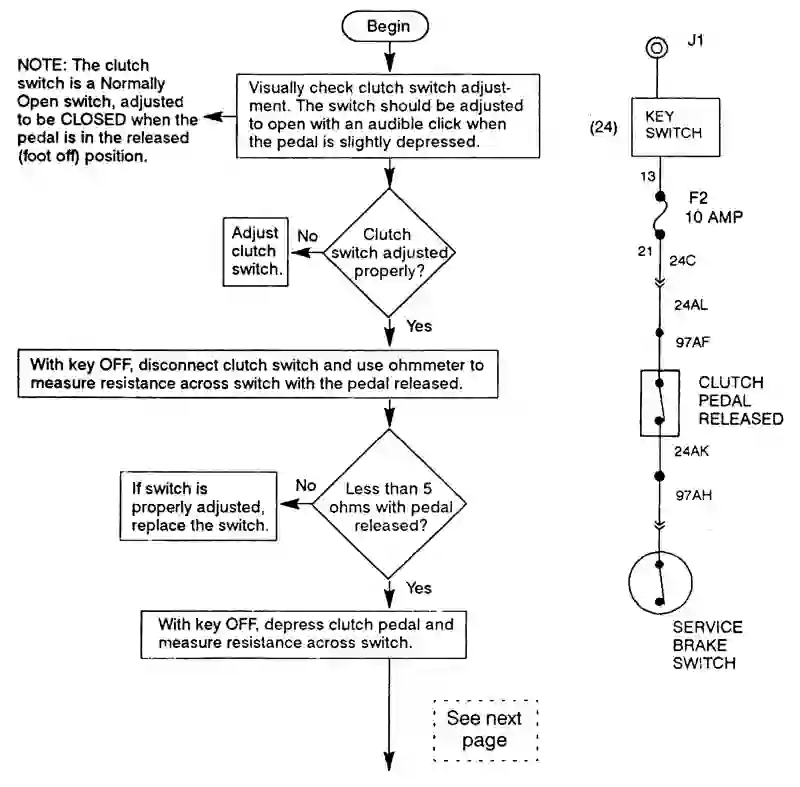 Begin
NOTE: The clutch
switch is a Normally
Open switch, adjusted
to be CLOSED when the
pedal is in the released
(foot off) position.
Visually check clutch switch adjust-
ment. The switch should be adjusted
to open with an audible click when
the pedal is slightly depressed.
Adjust
clutch
switch.
No
Clutch
switch adjusted
properly?
Yes
With key OFF, disconnect clutch switch and use ohmmeter to
measure resistance across switch with the pedal released.
If switch is
properly adjusted,
replace the switch.
No
Less than 5
ohms with pedal
released?
Yes
With key OFF, depress clutch pedal and
measure resistance across switch.
See next
page
J1
(24)
KEY
SWITCH
13
F2
10 AMP
21
24C
24AL
97AF
CLUTCH
PEDAL
RELEASED
24AK
97AH
SERVICE
BRAKE
SWITCH